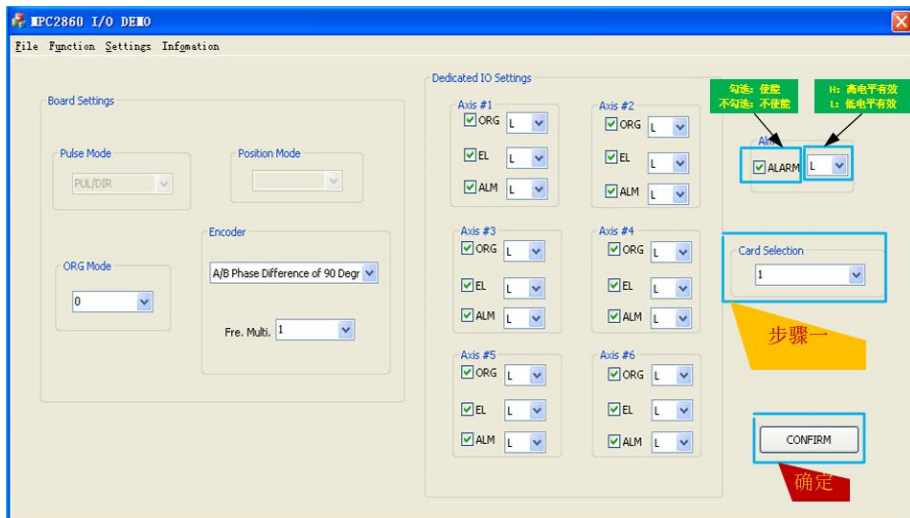 MPC2860 I/O DEMO
File Function Settings Infomation
Board Settings
Pulse Mode
PUL/DIR
Position Mode
ORG Mode
0
Encoder
A/B Phase Difference of 90 Degr
Fre. Multi. 1
Dedicated IO Settings
Axis #1
ORG L
EL L
ALM L
Axis #2
ORG L
EL L
ALM L
Axis #3
ORG L
EL L
ALM L
Axis #4
ORG L
EL L
ALM L
Axis #5
ORG L
EL L
ALM L
Axis #6
ORG L
EL L
ALM L
勾选：使能
不勾选：不使能
H：高电平有效
L：低电平有效
ALARM L
Card Selection
1
步骤一
CONFIRM
确定